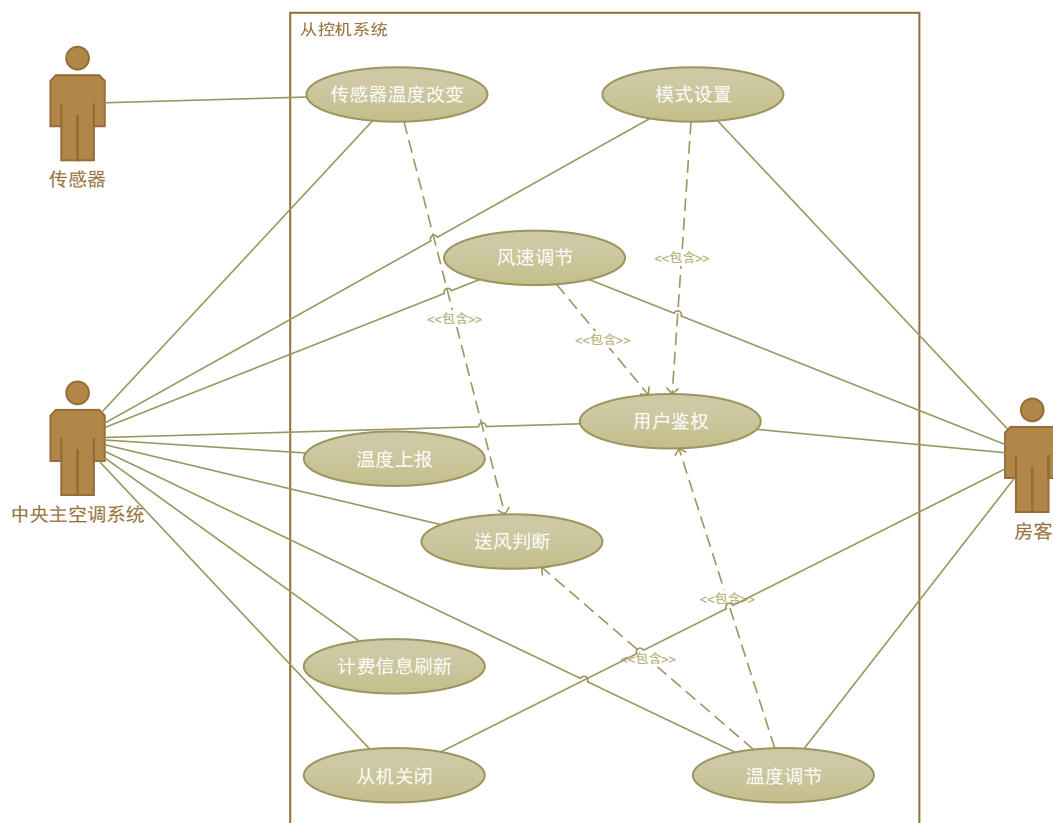 从控机系统
传感器温度改变
模式设置
传感器
风速调节
<<包含>>
<<包含>>
<<包含>>
用户鉴权
温度上报
中央主空调系统
房客
送风判断
<<包含>>
<<包含>>
计费信息刷新
从机关闭
温度调节